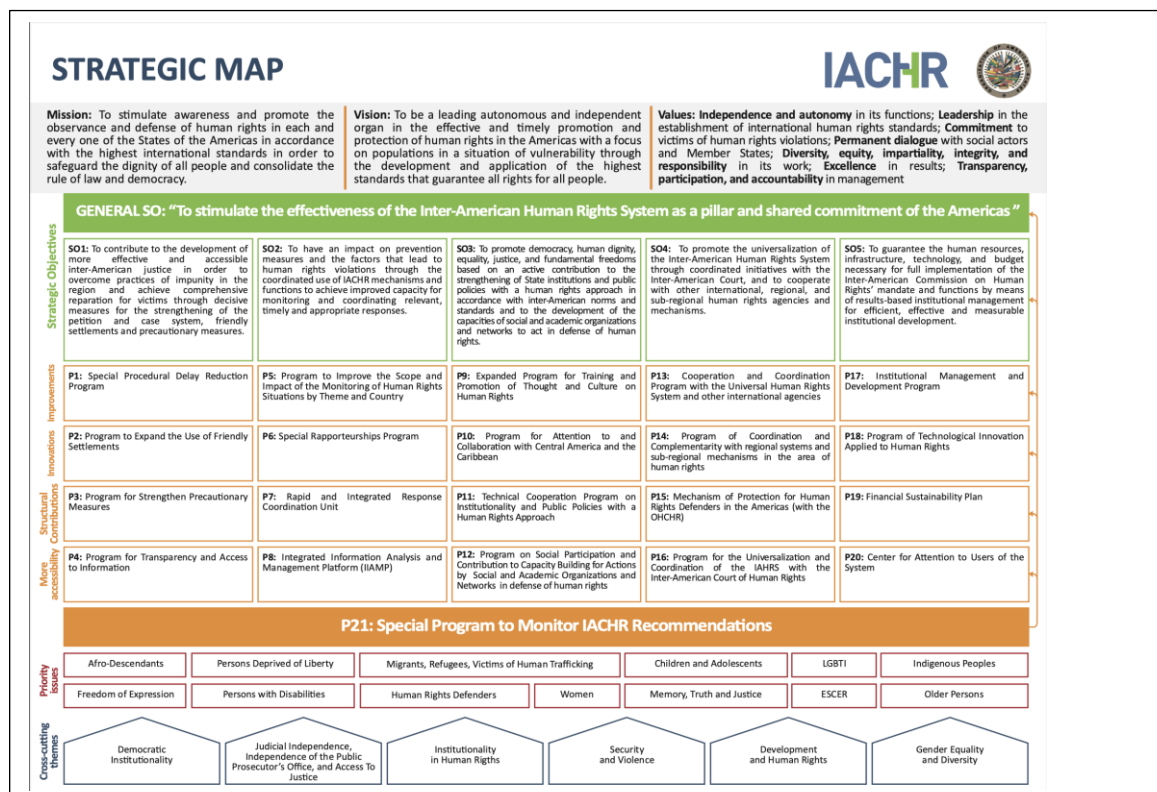 STRATEGIC MAP
IACHR
Mission: To stimulate awareness and promote the
observance and defense of human rights in each and
every one of the States of the Americas in accordance
with the highest international standards in order to
safeguard the dignity of all people and consolidate the
rule of law and democracy.
Vision: To be a leading autonomous and independent
organ in the effective and timely promotion and
protection of human rights in the Americas with a focus
on populations in a situation of vulnerability through
the development and application of the highest
standards that guarantee all rights for all people.
Values: Independence and autonomy in its functions; Leadership in the
establishment of international human rights standards; Commitment to
victims of human rights violations; Permanent dialogue with social actors
and Member States; Diversity, equity, impartiality, integrity, and
responsibility in its work; Excellence in results; Transparency,
participation, and accountability in management
Strategic Objectives
GENERAL SO: “To stimulate the effectiveness of the Inter-American Human Rights System as a pillar and shared commitment of the Americas ”
SO1: To contribute to the development of
more effective and accessible
inter-American justice in order to
overcome practices of impunity in the
region and achieve comprehensive
reparation for victims through decisive
measures for the strengthening of the
petition and case system, friendly
settlements and precautionary measures.
SO2: To have an impact on prevention
measures and the factors that lead to
human rights violations through the
coordinated use of IACHR mechanisms and
functions to achieve improved capacity for
monitoring and coordinating relevant,
timely and appropriate responses.
SO3: To promote democracy, human dignity,
equality, justice, and fundamental freedoms
based on an active contribution to the
strengthening of State institutions and public
policies with a human rights approach in
accordance with inter-American norms and
standards and to the development of the
capacities of social and academic organizations
and networks to act in defense of human
rights.
SO4: To promote the universalization of
the Inter-American Human Rights System
through coordinated initiatives with the
Inter-American Court, and to cooperate
with other international, regional, and
sub-regional human rights agencies and
mechanisms.
SO5: To guarantee the human resources,
infrastructure, technology, and budget
necessary for full implementation of the
Inter-American Commission on Human
Rights’ mandate and functions by means
of results-based institutional management
for efficient, effective and measurable
institutional development.
Improvements
P1: Special Procedural Delay Reduction
Program
P5: Program to Improve the Scope and
Impact of the Monitoring of Human Rights
Situations by Theme and Country
P9: Expanded Program for Training and
Promotion of Thought and Culture on
Human Rights
P13: Cooperation and Coordination
Program with the Universal Human Rights
System and other international agencies
P17: Institutional Management and
Development Program
Innovations
P2: Program to Expand the Use of Friendly
Settlements
P6: Special Rapporteurships Program
P10: Program for Attention to and
Collaboration with Central America and the
Caribbean
P14: Program of Coordination and
Complementarity with regional systems and
sub-regional mechanisms in the area of
human rights
P18: Program of Technological Innovation
Applied to Human Rights
Structural
Contributions
P3: Program for Strengthen Precautionary
Measures
P7: Rapid and Integrated Response
Coordination Unit
P11: Technical Cooperation Program on
Institutionality and Public Policies with a
Human Rights Approach
P15: Mechanism of Protection for Human
Rights Defenders in the Americas (with the
OHCHR)
P19: Financial Sustainability Plan
More
accessibility
P4: Program for Transparency and Access
to Information
P8: Integrated Information Analysis and
Management Platform (IIAMP)
P12: Program on Social Participation and
Contribution to Capacity Building for Actions
by Social and Academic Organizations and
Networks in defense of human rights
P16: Program for the Universalization and
Coordination of the IAHRS with the
Inter-American Court of Human Rights
P20: Center for Attention to Users of the
System
P21: Special Program to Monitor IACHR Recommendations
Priority
issues
Afro-Descendants
Persons Deprived of Liberty
Migrants, Refugees, Victims of Human Trafficking
Children and Adolescents
LGBTI
Indigenous Peoples
Freedom of Expression
Persons with Disabilities
Human Rights Defenders
Women
Memory, Truth and Justice
ESCER
Older Persons
Cross-cutting
themes
Democratic
Institutionality
Judicial Independence,
Independence of the Public
Prosecutor’s Office, and Access To
Justice
Institutionality
in Human Rigths
Security
and Violence
Development
and Human Rights
Gender Equality
and Diversity